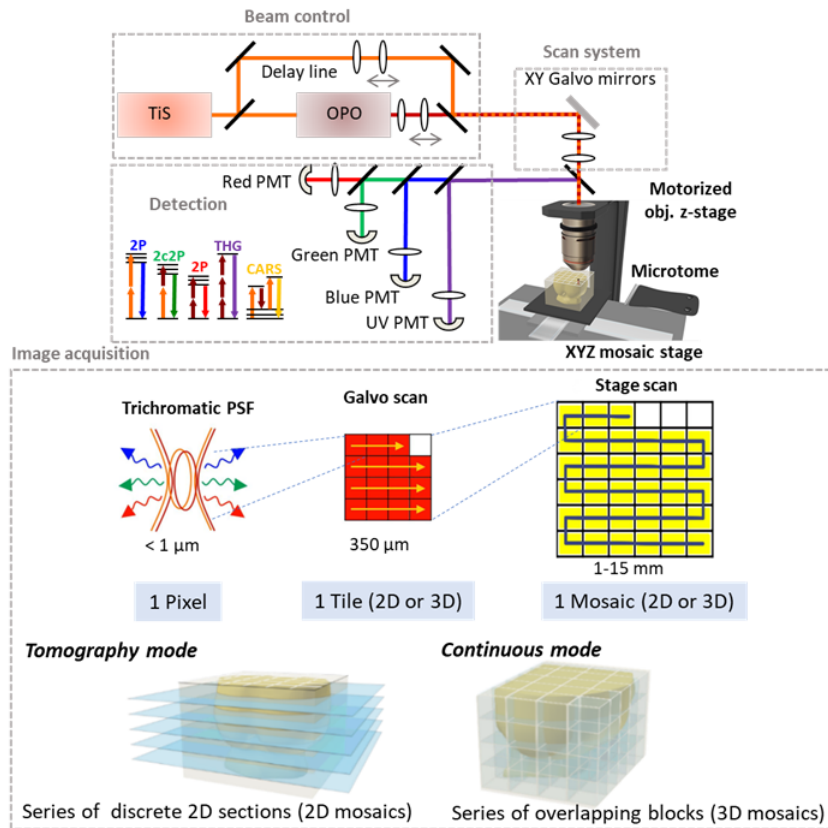 Beam control
Scan system
Delay line
XY Galvo mirrors
TiS
OPO
Red PMT
Detection
Motorized
obj. z-stage
2P
2c2P
2P
THG
CARS
Green PMT
Microtome
Blue PMT
UV PMT
XYZ mosaic stage
Image acquisition
Trichromatic PSF
Galvo scan
Stage scan
< 1 µm
350 µm
1-15 mm
1 Pixel
1 Tile (2D or 3D)
1 Mosaic (2D or 3D)
Tomography mode
Continuous mode
Series of discrete 2D sections (2D mosaics)
Series of overlapping blocks (3D mosaics)